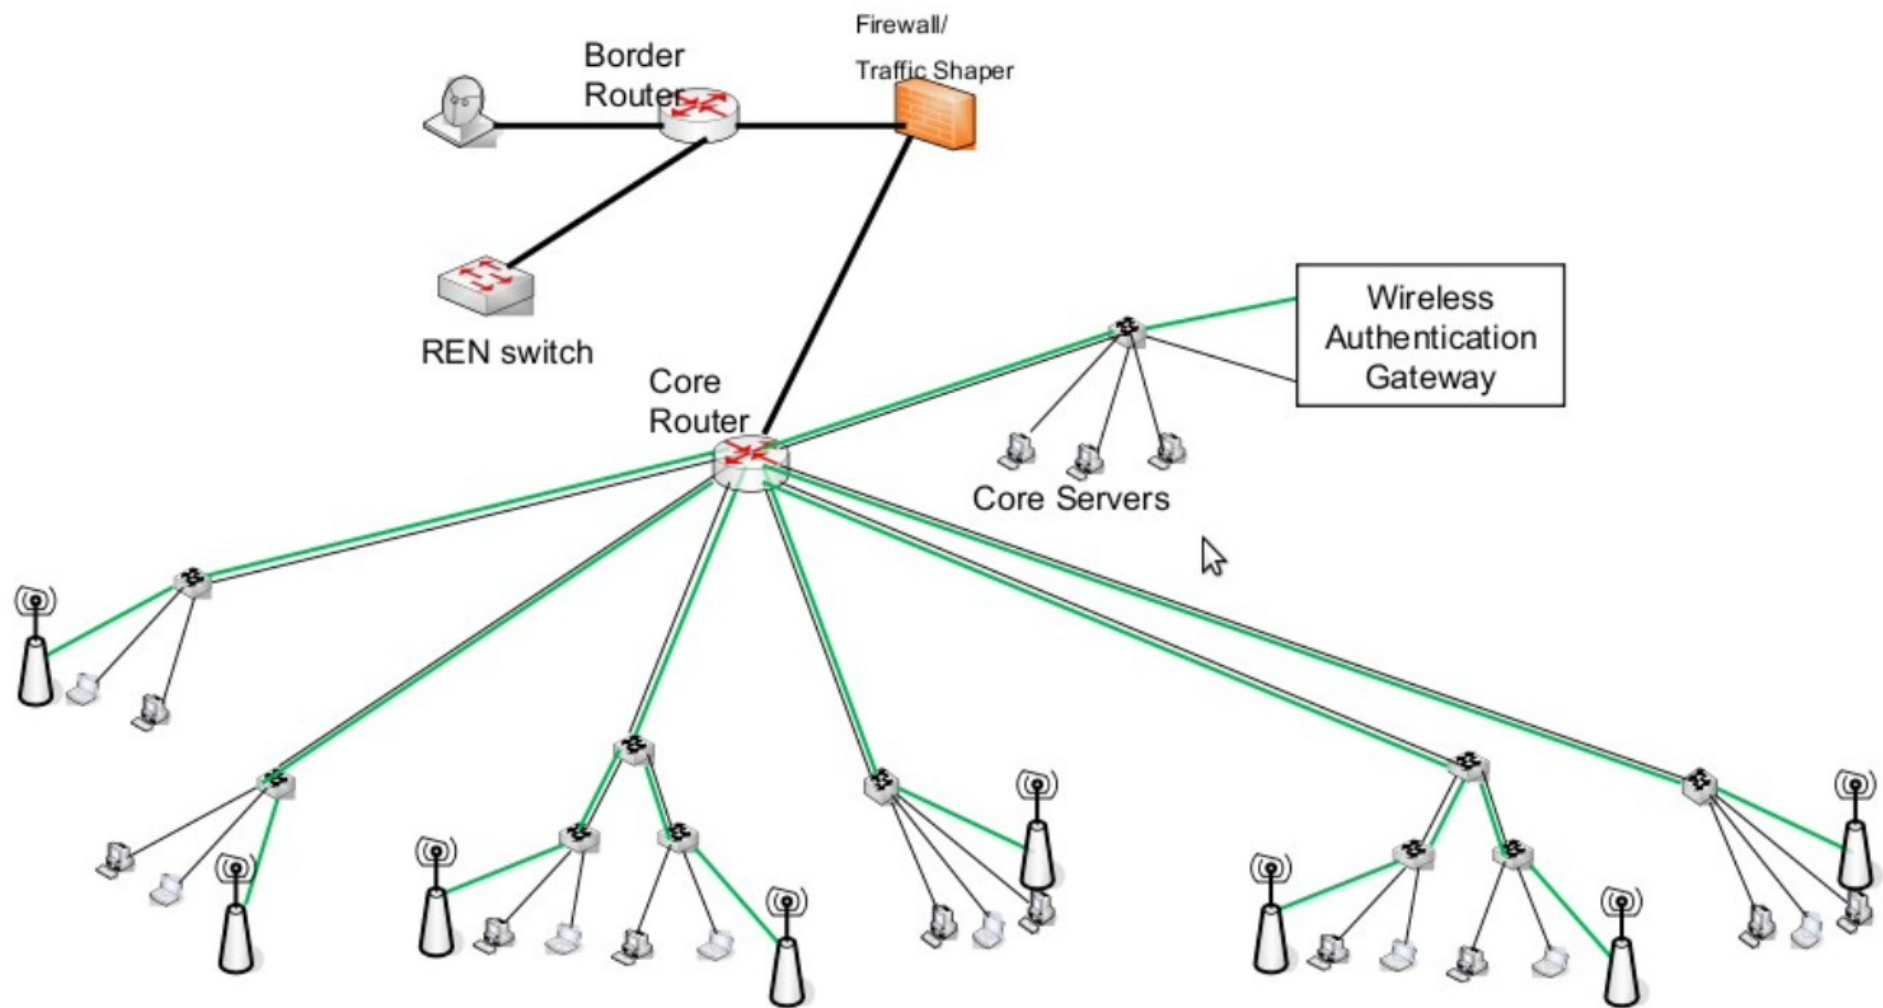 Firewall/
Traffic Shaper
Border
Router
REN switch
Wireless
Authentication
Gateway
Core
Router
Core Servers